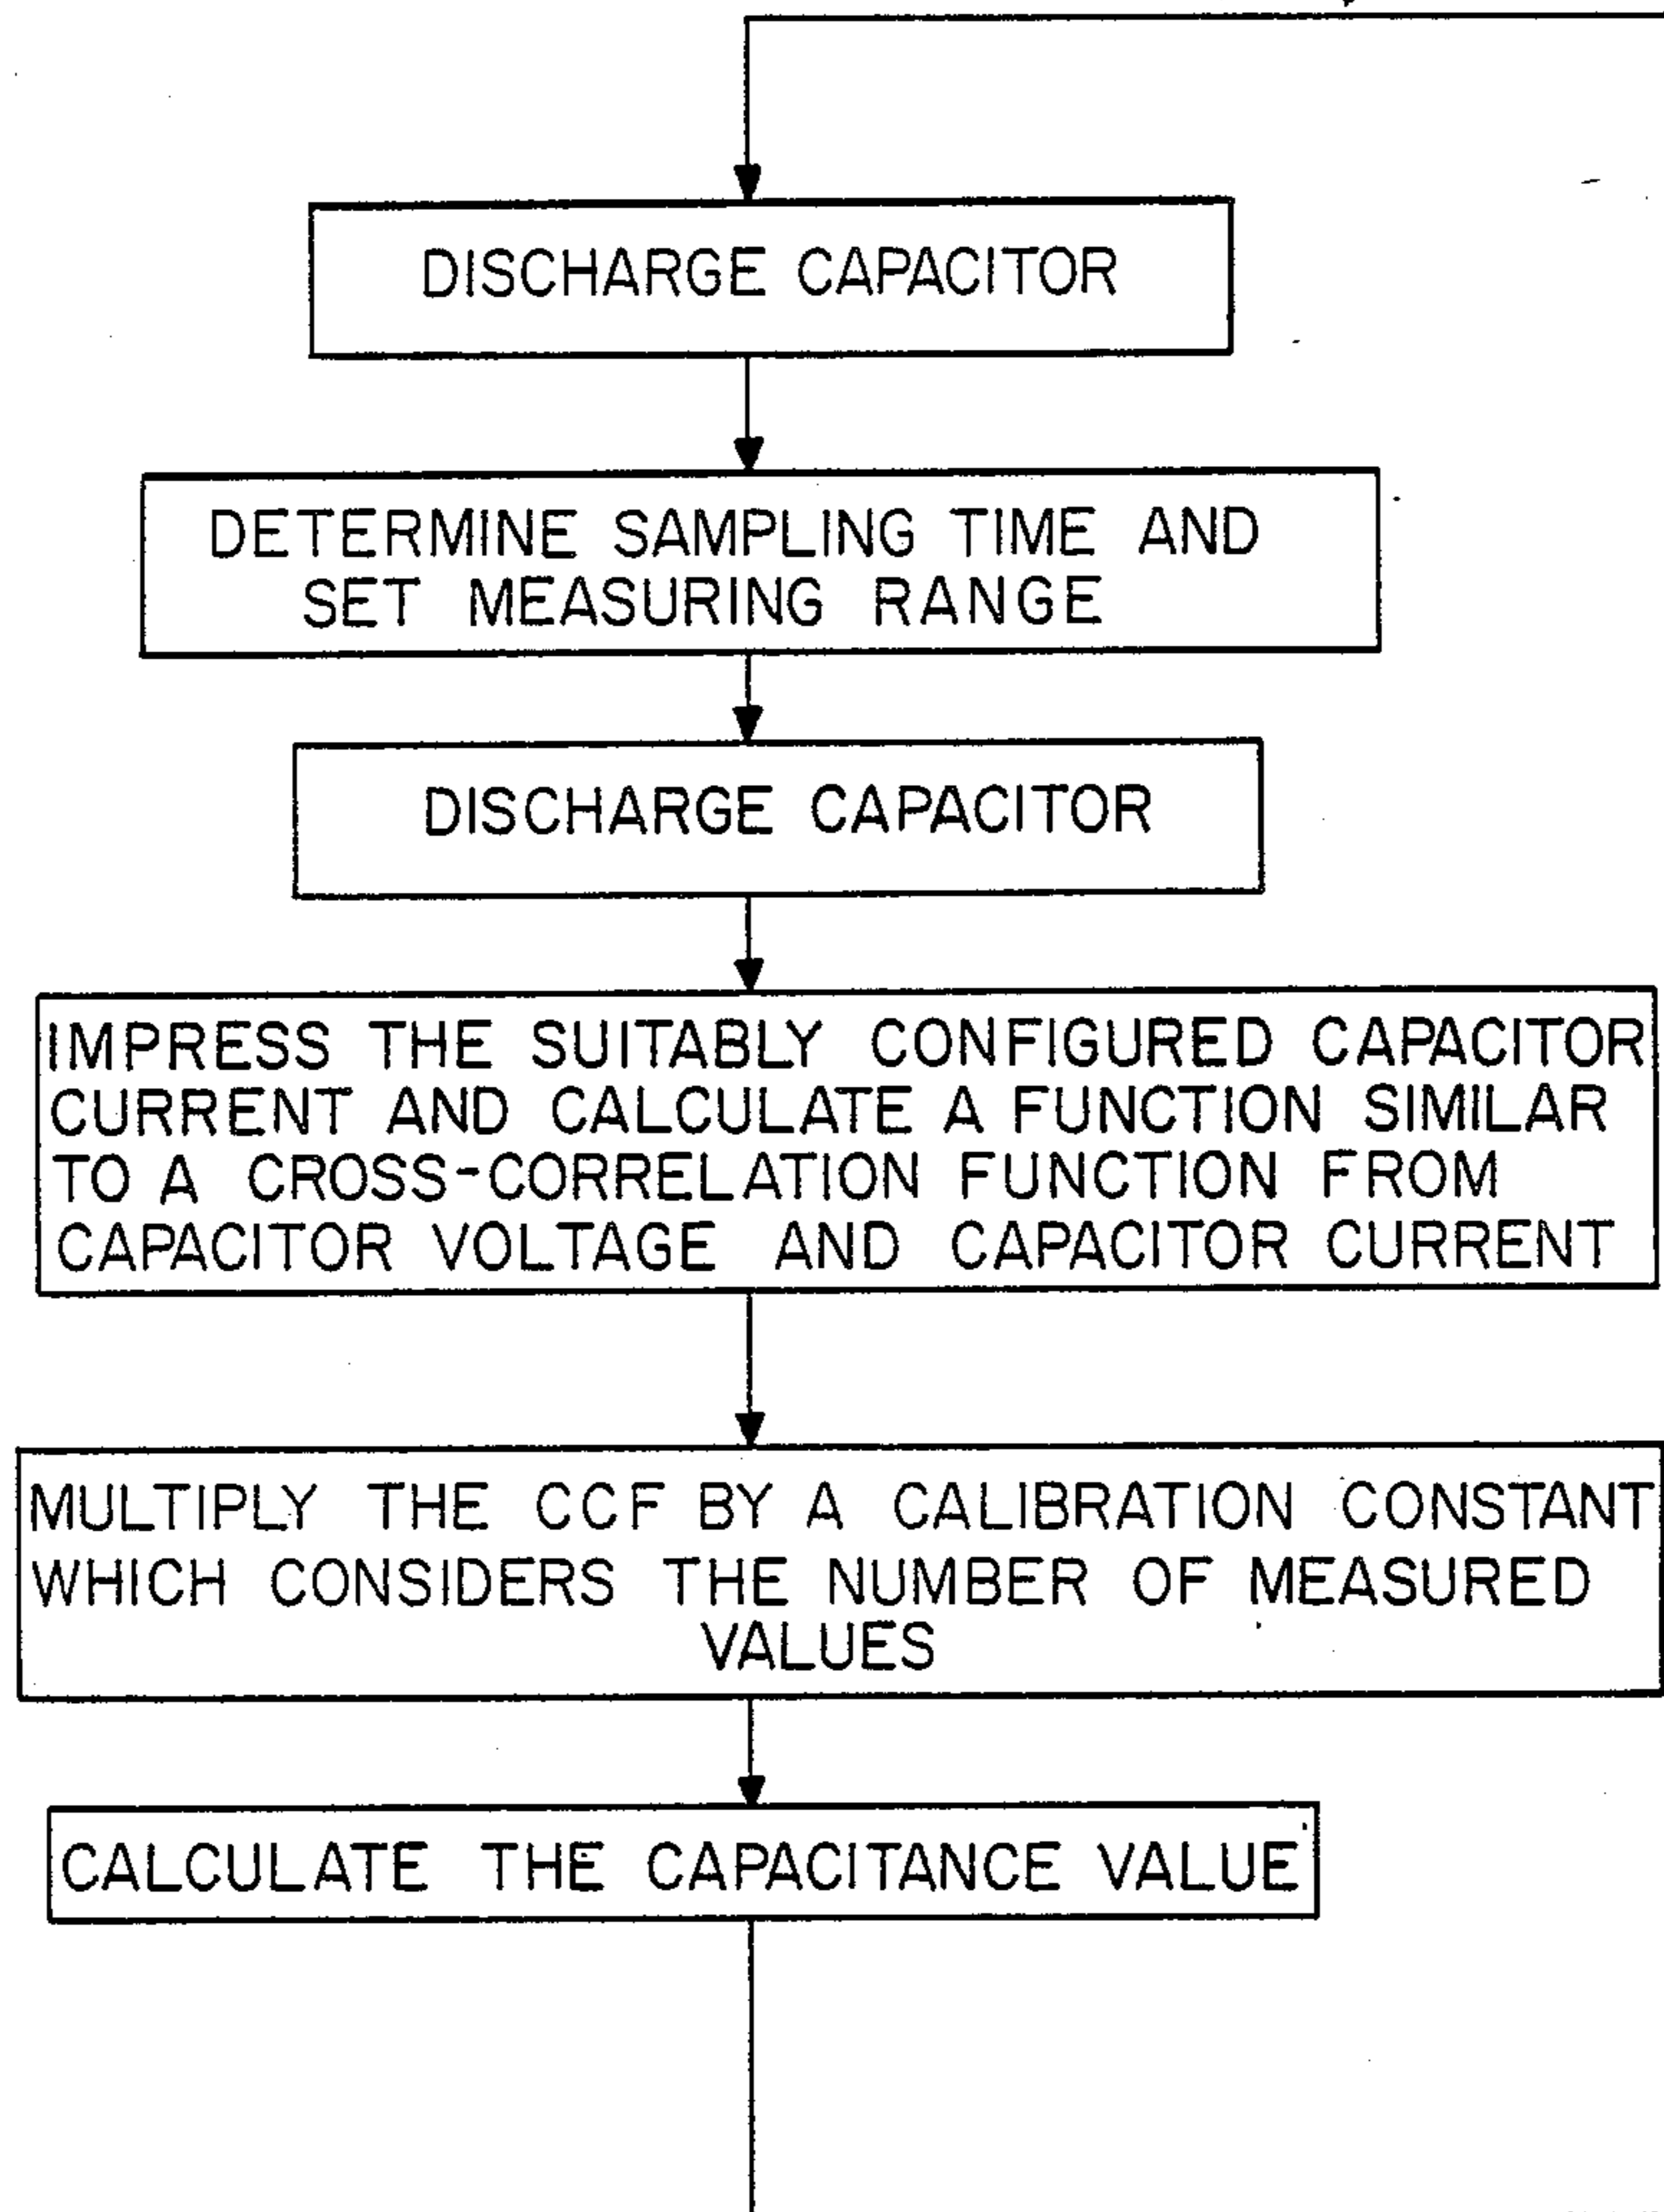 DISCHARGE CAPACITOR
DETERMINE SAMPLING TIME AND
SET MEASURING RANGE
DISCHARGE CAPACITOR
IMPRESS THE SUITABLY CONFIGURED CAPACITOR
CURRENT AND CALCULATE A FUNCTION SIMILAR
TO A CROSS-CORRELATION FUNCTION FROM
CAPACITOR VOLTAGE AND CAPACITOR CURRENT
MULTIPLY THE CCF BY A CALIBRATION CONSTANT
WHICH CONSIDERS THE NUMBER OF MEASURED
VALUES
CALCULATE THE CAPACITANCE VALUE